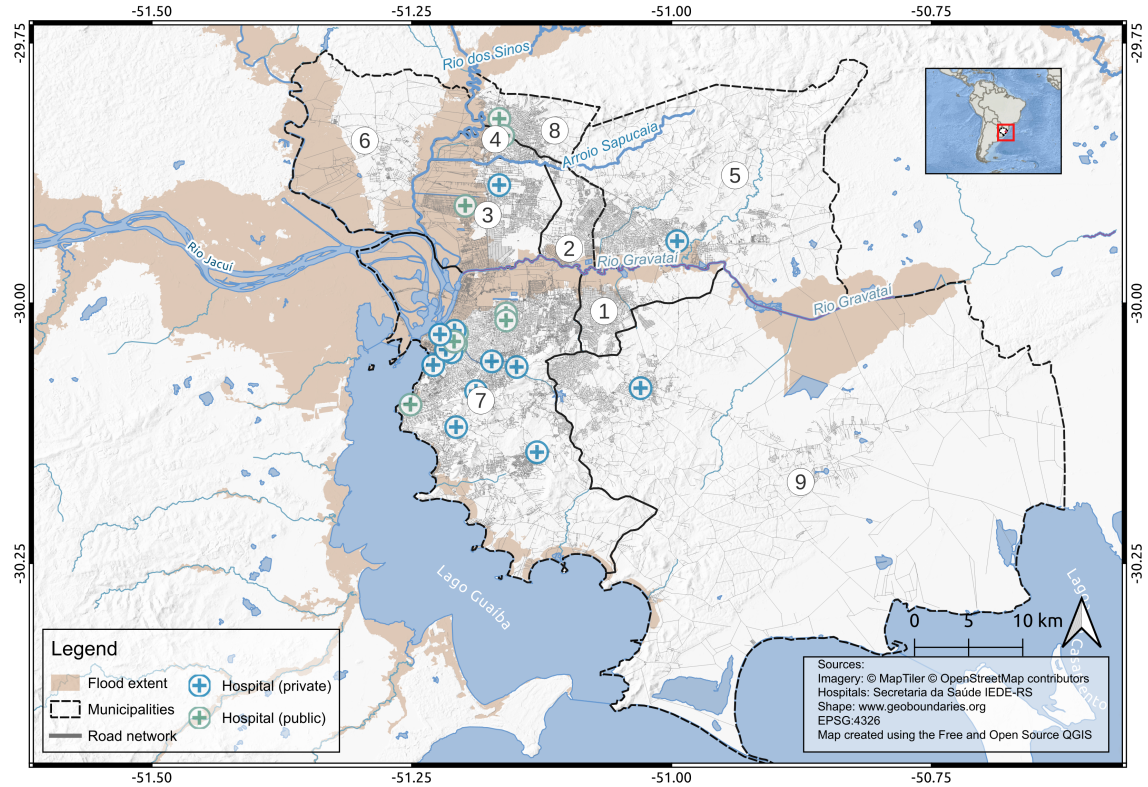 -51.50
-51.25
-51.00
-50.75
-29.75
-29.75
Rio dos Sinos
6
4
8
Arroio Sapucaia
5
3
2
Rio Jacuí
Rio Gravataí
Rio Gravataí
-30.00
-30.00
1
7
9
-30.25
-30.25
Lago Guaíba
Lago
Casamento
0 5 10 km
Legend
Flood extent
Municipalities
Road network
Hospital (private)
Hospital (public)
Sources:
Imagery: © MapTiler © OpenStreetMap contributors
Hospitals: Secretaria da Saúde IEDE-RS
Shape: www.geoboundaries.org
EPSG:4326
Map created using the Free and Open Source QGIS
-51.50
-51.25
-51.00
-50.75